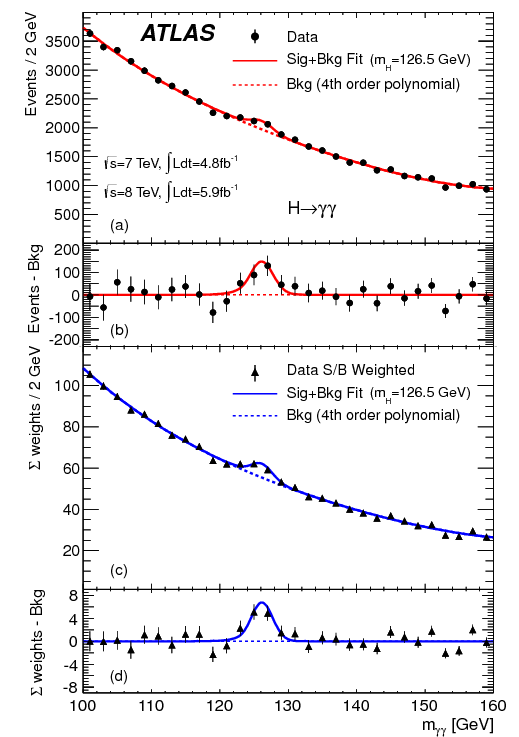 ATLAS
Data
Sig+Bkg Fit (mH=126.5 GeV)
Bkg (4th order polynomial)
Events / 2 GeV
3500
3000
2500
2000
1500
1000
500
√s=7 TeV, ∫Ldt=4.8fb⁻¹
√s=8 TeV, ∫Ldt=5.9fb⁻¹
H→γγ
(a)
Events - Bkg
200
100
0
-100
-200
(b)
Σ weights / 2 GeV
100
80
60
40
20
Data S/B Weighted
Sig+Bkg Fit (mH=126.5 GeV)
Bkg (4th order polynomial)
(c)
Σ weights - Bkg
8
4
0
-4
-8
(d)
100 110 120 130 140 150 160
mγγ [GeV]